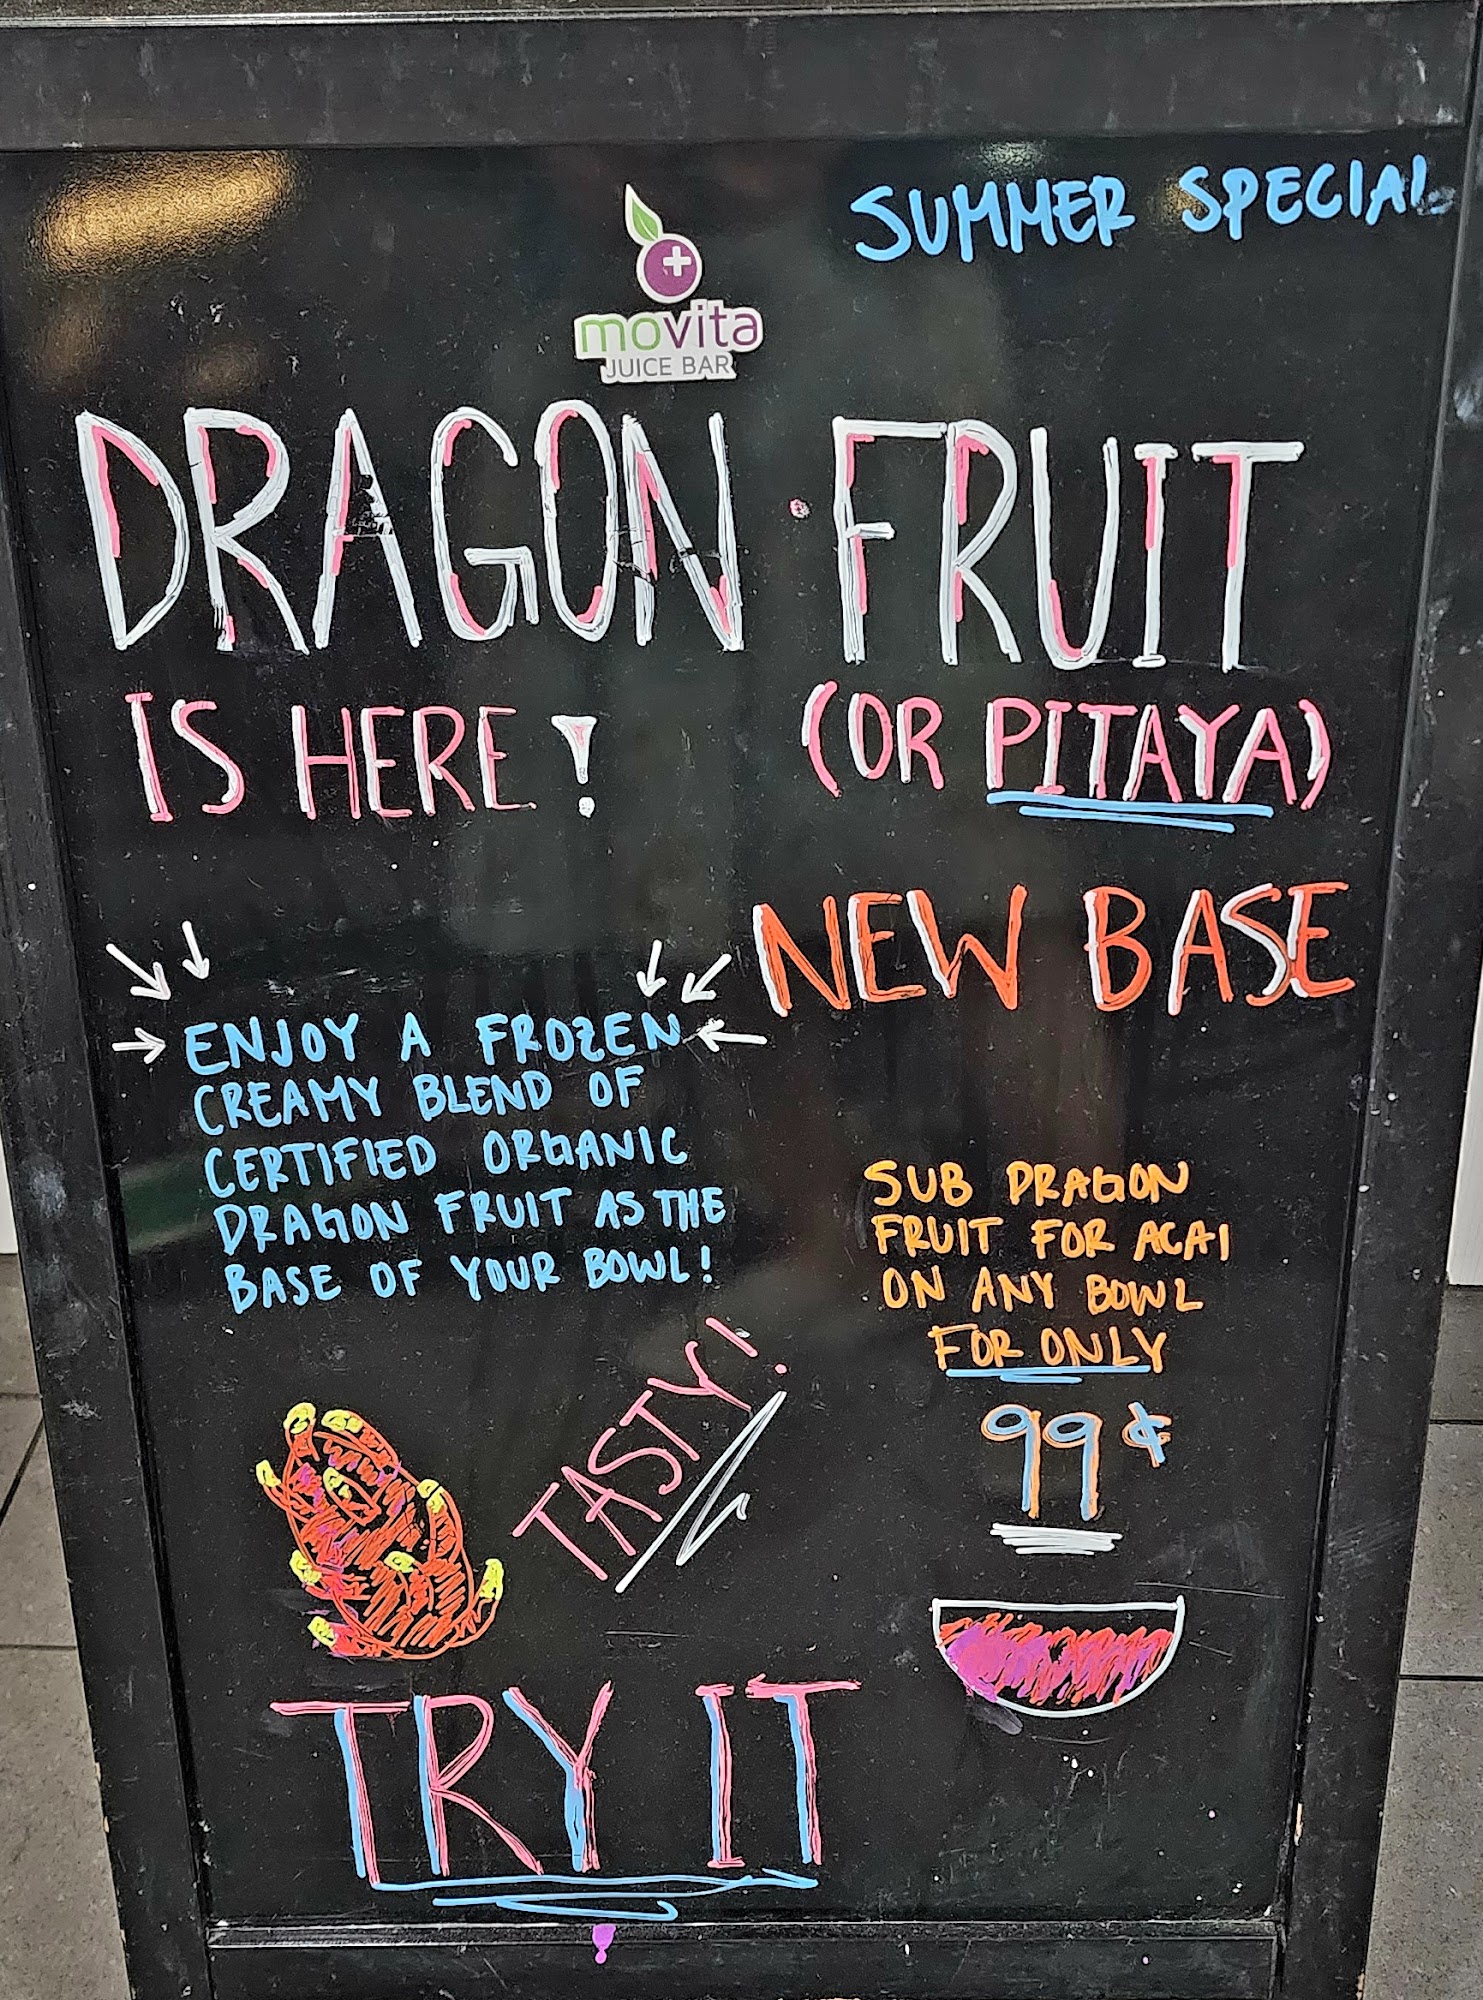 SUMMER SPECIAL
movita
JUICE BAR
DRAGON FRUIT
IS HERE! (OR PITAYA)
NEW BASE
ENJOY A FROZEN
CREAMY BLEND OF
CERTIFIED ORGANIC
DRAGON FRUIT AS THE
BASE OF YOUR BOWL!
SUB DRAGON
FRUIT FOR ACAI
ON ANY BOWL
FOR ONLY
99¢
TASTY!
TRY IT